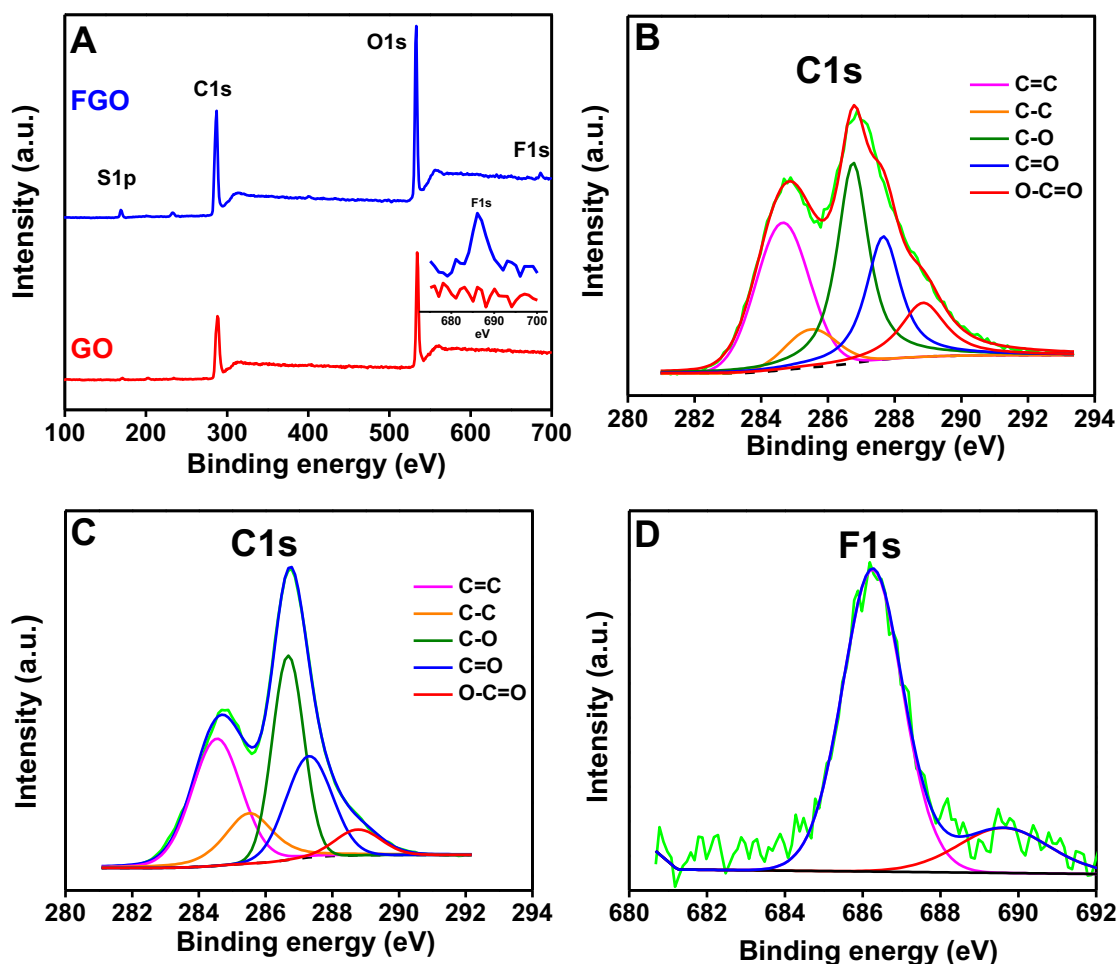 A
FGO
GO
S1p
C1s
O1s
F1s
F1s
680 690 700
eV
100 200 300 400 500 600 700
Binding energy (eV)
Intensity (a.u.)
B
C1s
C=C
C-C
C-O
C=O
O-C=O
280 282 284 286 288 290 292 294
Binding energy (eV)
Intensity (a.u.)
C
C1s
C=C
C-C
C-O
C=O
O-C=O
280 282 284 286 288 290 292 294
Binding energy (eV)
Intensity (a.u.)
D
F1s
680 682 684 686 688 690 692
Binding energy (eV)
Intensity (a.u.)